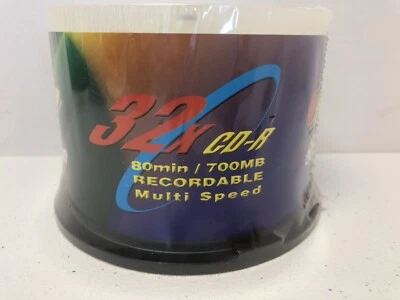 32x CD-R
80min / 700MB
RECORDABLE
Multi Speed